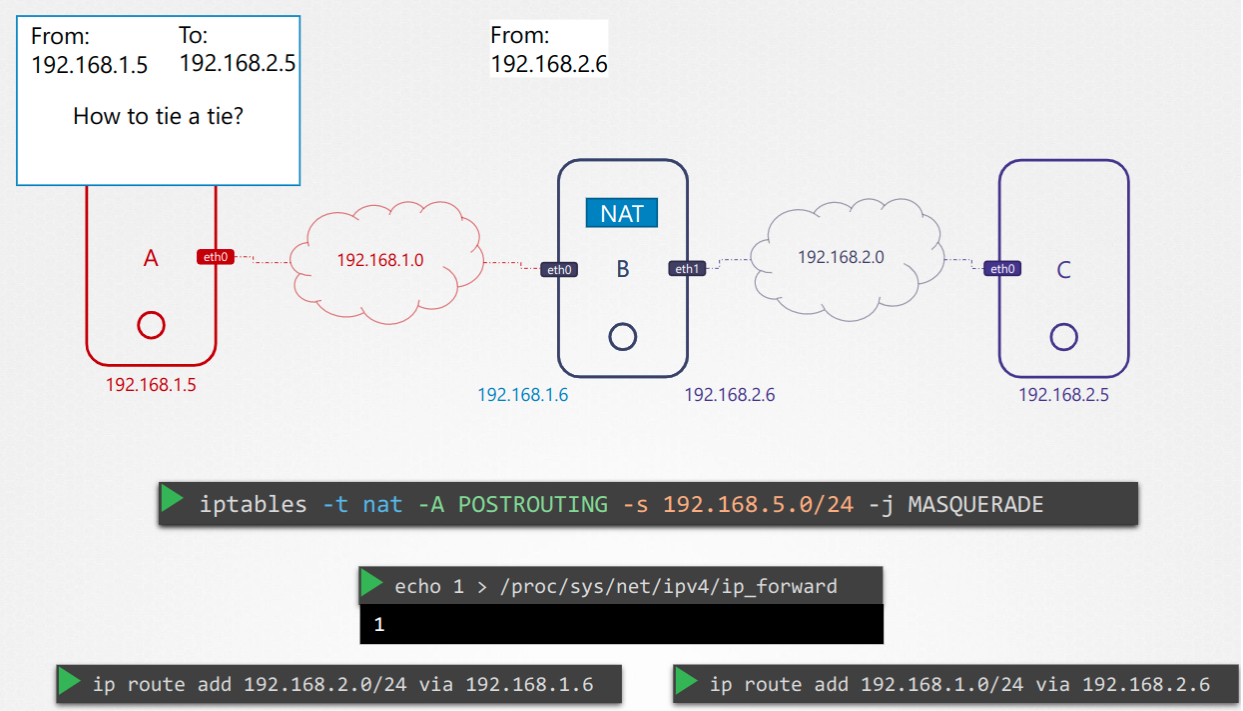 From: To:
192.168.1.5 192.168.2.5
How to tie a tie?
From:
192.168.2.6
NAT
A eth0 192.168.1.0 eth0 B eth1 192.168.2.0 eth0 C
192.168.1.5 192.168.1.6 192.168.2.6 192.168.2.5
iptables -t nat -A POSTROUTING -s 192.168.5.0/24 -j MASQUERADE
echo 1 > /proc/sys/net/ipv4/ip_forward
1
ip route add 192.168.2.0/24 via 192.168.1.6 ip route add 192.168.1.0/24 via 192.168.2.6